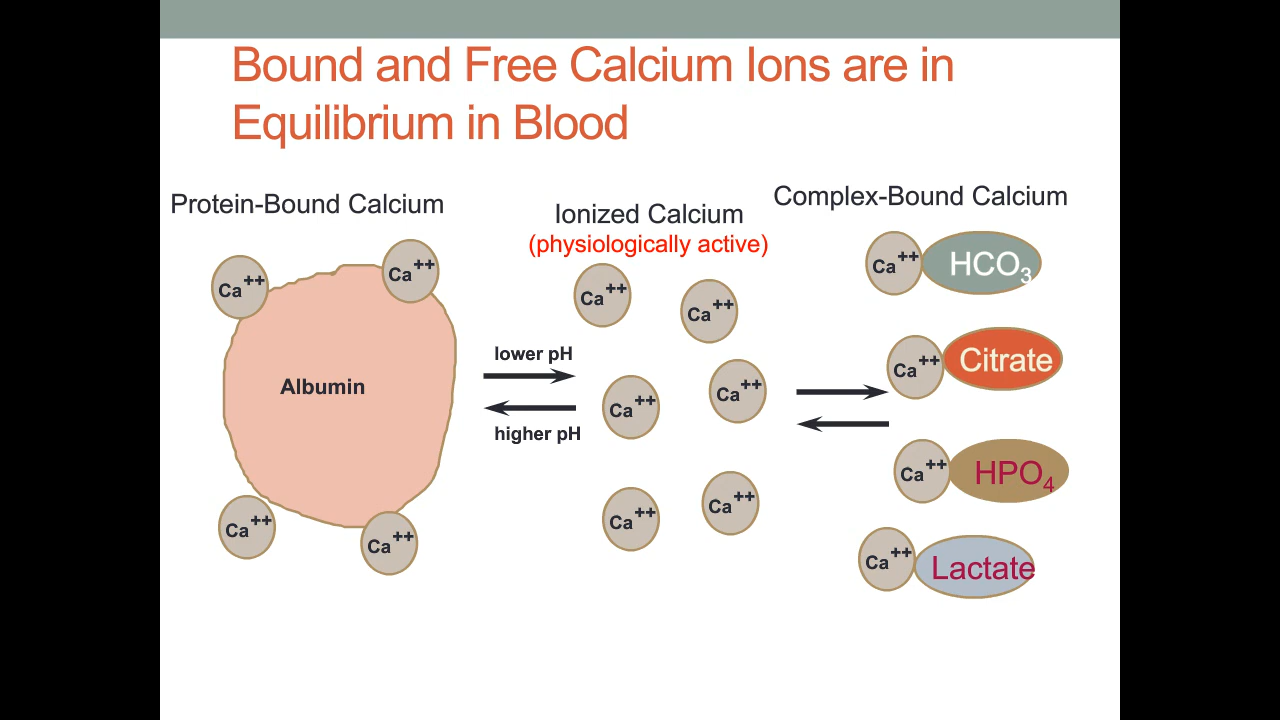 Bound and Free Calcium Ions are in
Equilibrium in Blood
Protein-Bound Calcium
Ca++
Ca++
Albumin
Ca++
Ca++
lower pH
higher pH
Ionized Calcium
(physiologically active)
Ca++
Ca++
Ca++
Ca++
Ca++
Ca++
Complex-Bound Calcium
Ca++ HCO3
Ca++ Citrate
Ca++ HPO4
Ca++ Lactate